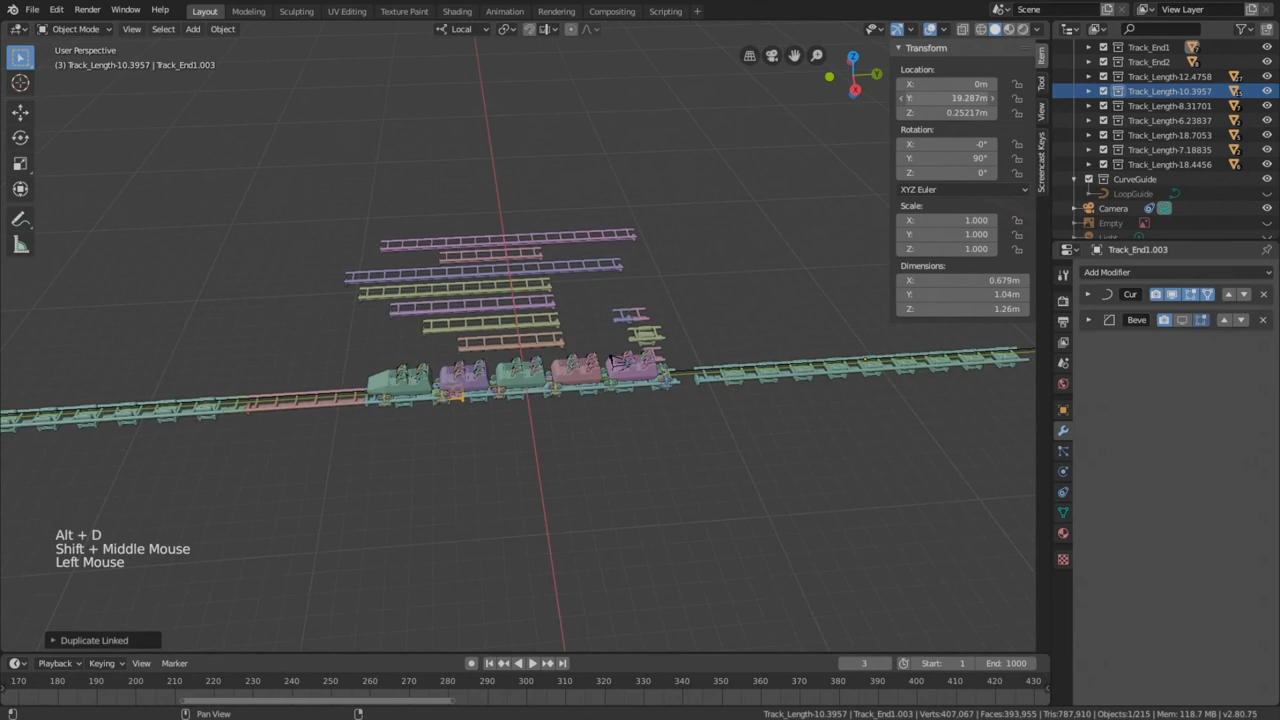 File Edit Render Window Help Layout Modeling Sculpting UV Editing Texture Paint Shading Animation Rendering Compositing Scripting + Scene View Layer
Object Mode View Select Add Object Local
User Perspective
(3) Track_Length-10.3957 | Track_End1.003
Transform
Location:
X: 0m
Y: 19.287m
Z: 0.25217m
Rotation:
X: -0°
Y: 90°
Z: 0°
XYZ Euler
Scale:
X: 1.000
Y: 1.000
Z: 1.000
Dimensions:
X: 0.679m
Y: 1.04m
Z: 1.26m
Item
Tool
View
Screencast Keys
Z
Y
X
Track_End1
Track_End2
Track_Length-12.4758
Track_Length-10.3957
Track_Length-8.31701
Track_Length-6.23837
Track_Length-18.7053
Track_Length-7.18835
Track_Length-18.4456
CurveGuide
LoopGuide
Camera
Empty
Track_End1.003
Add Modifier
Cur
Beve
Alt + D
Shift + Middle Mouse
Left Mouse
Duplicate Linked
Playback Keying View Marker 3 Start: 1 End: 1000
170 180 190 200 210 220 230 240 250 260 270 280 290 300 310 320 330 340 350 360 370 380 390 400 410 420 430
Pan View Track_Length-10.3957 | Track_End1.003 | Verts:407,067 | Faces:393,955 | Tris:787,910 | Objects:1/215 | Mem: 118.7 MB | v2.80.75